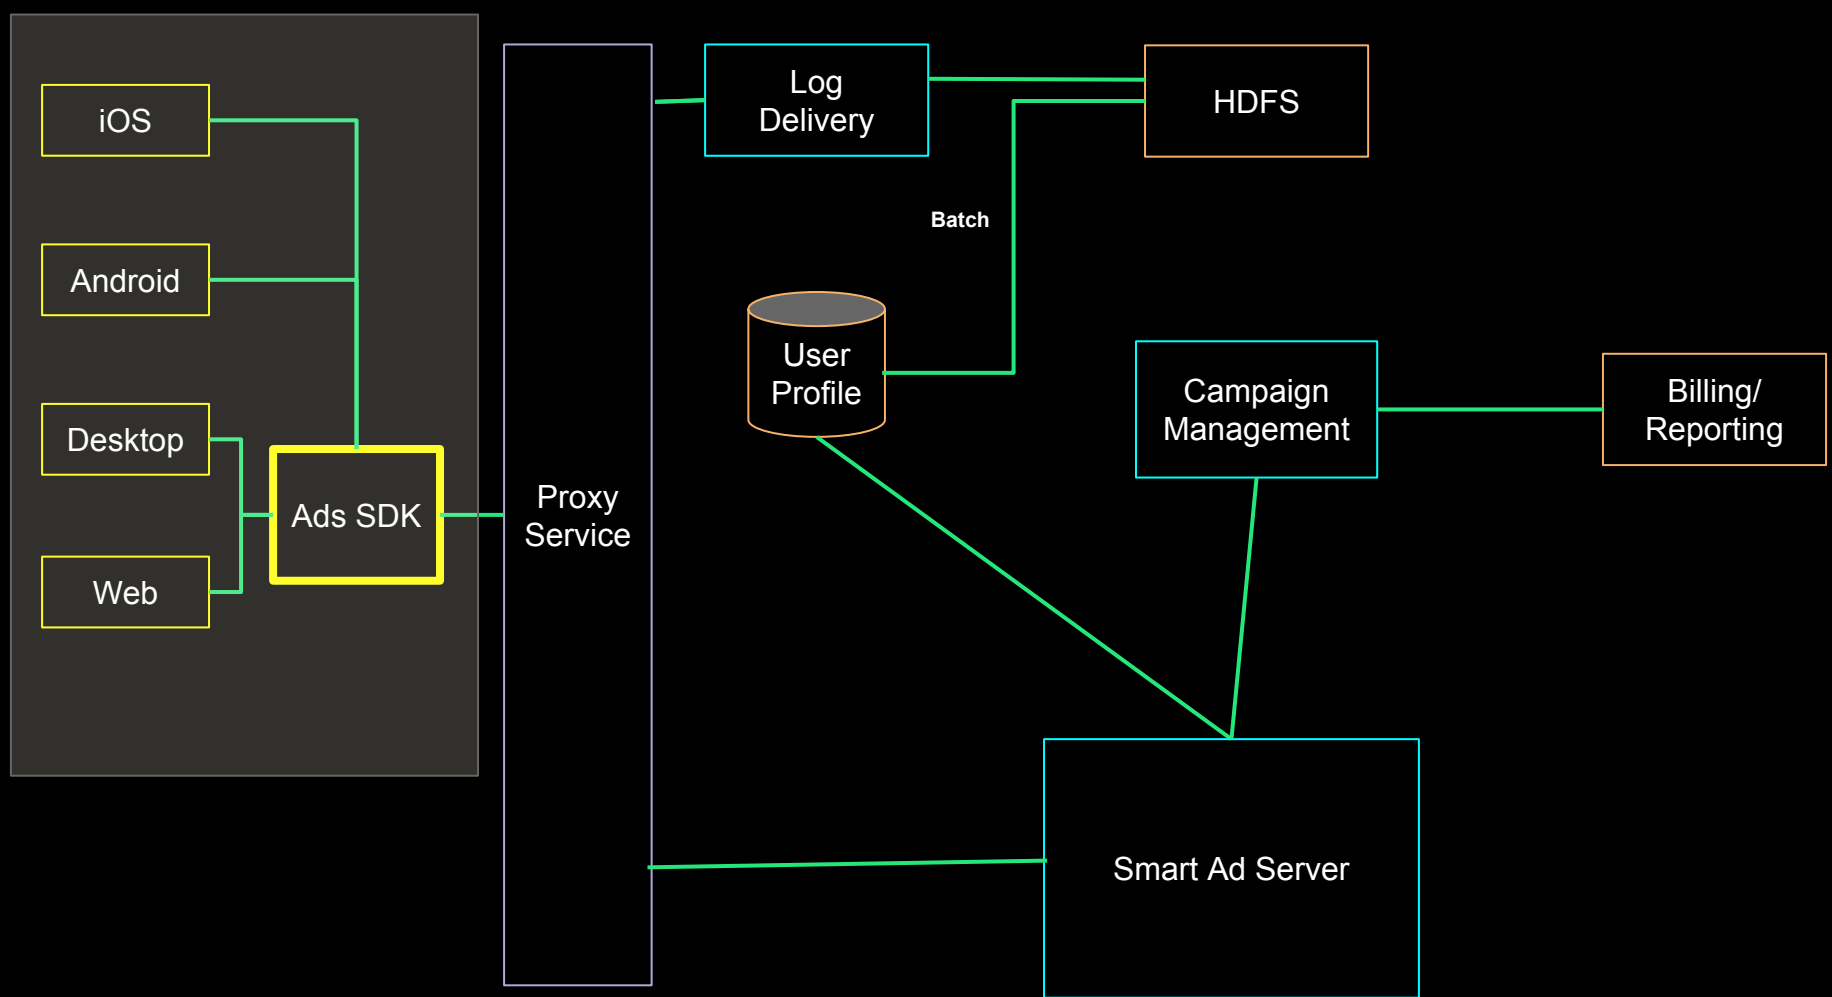 iOS
Android
Desktop
Web
Ads SDK
Proxy
Service
Log
Delivery
HDFS
Batch
User
Profile
Campaign
Management
Billing/
Reporting
Smart Ad Server